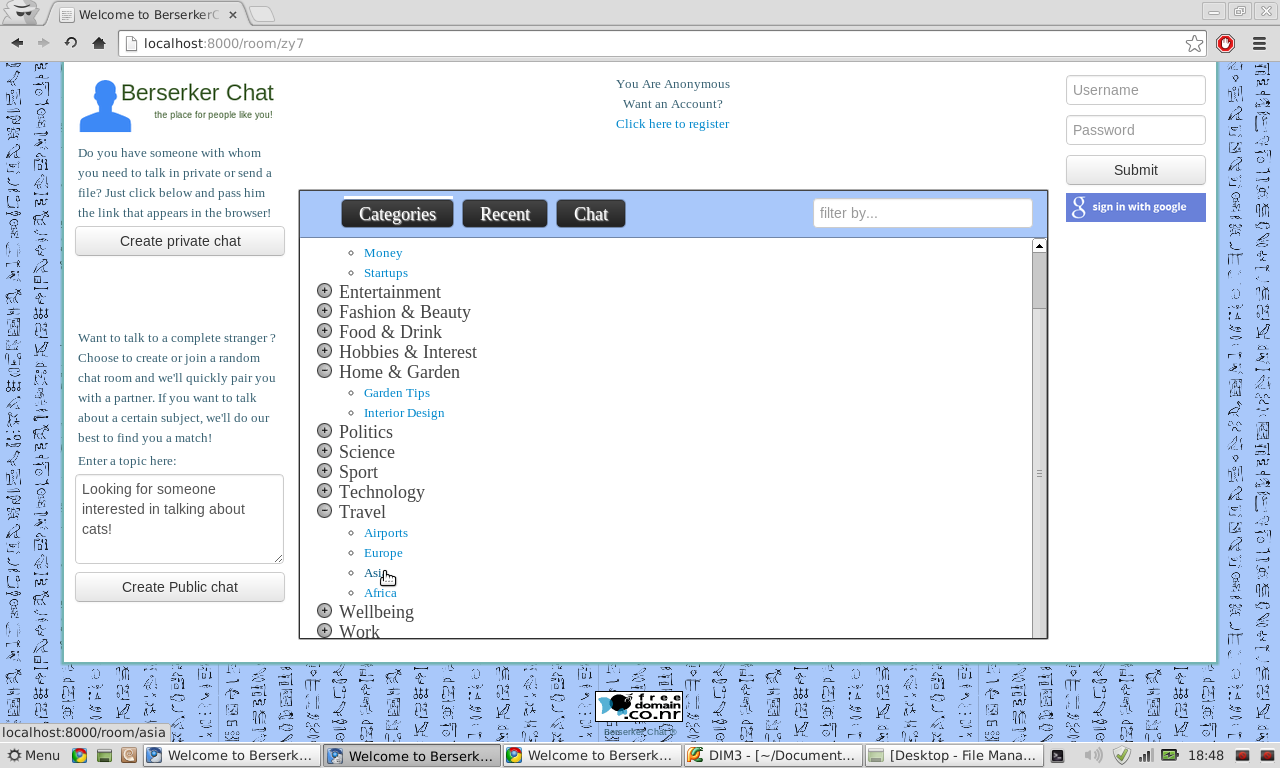 Welcome to BerserkerC
localhost:8000/room/zy7
Berserker Chat
the place for people like you!
Do you have someone with whom
you need to talk in private or send a
file? Just click below and pass him
the link that appears in the browser!
Create private chat
Want to talk to a complete stranger ?
Choose to create or join a random
chat room and we'll quickly pair you
with a partner. If you want to talk
about a certain subject, we'll do our
best to find you a match!
Enter a topic here:
Looking for someone
interested in talking about
cats!
Create Public chat
You Are Anonymous
Want an Account?
Click here to register
Categories
Recent
Chat
filter by...
Money
Startups
Entertainment
Fashion & Beauty
Food & Drink
Hobbies & Interest
Home & Garden
Garden Tips
Interior Design
Politics
Science
Sport
Technology
Travel
Airports
Europe
Asia
Africa
Wellbeing
Work
Username
Password
Submit
g sign in with google
free
domain
.co.nr
Berserker Chat ©
localhost:8000/room/asia
Menu
Welcome to Berserk...
Welcome to Berserk...
Welcome to Berserk...
DIM3 - [~/Document...
[Desktop - File Mana...
18:48